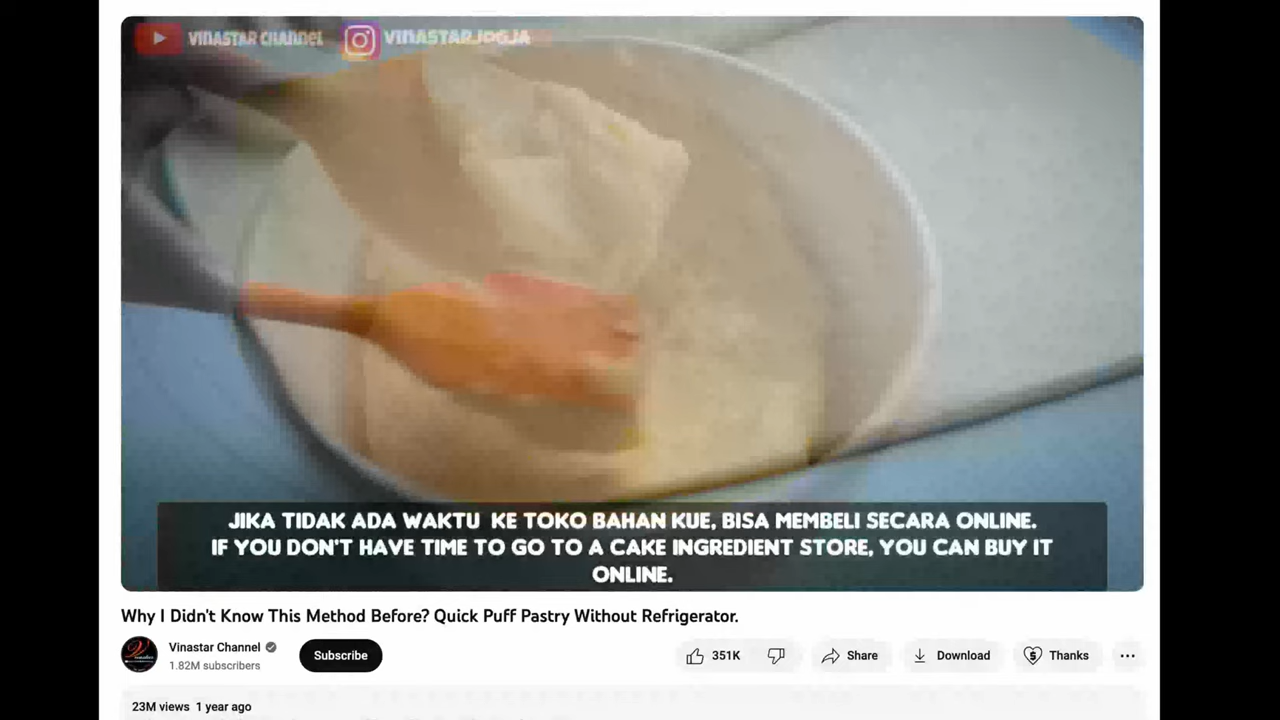 VINASTAR CHANNEL VINASTAR_JOGJA
JIKA TIDAK ADA WAKTU KE TOKO BAHAN KUE, BISA MEMBELI SECARA ONLINE.
IF YOU DON'T HAVE TIME TO GO TO A CAKE INGREDIENT STORE, YOU CAN BUY IT
ONLINE.
Why I Didn't Know This Method Before? Quick Puff Pastry Without Refrigerator.
Vinastar Channel
1.82M subscribers
Subscribe
351K
Share
Download
Thanks
23M views 1 year ago